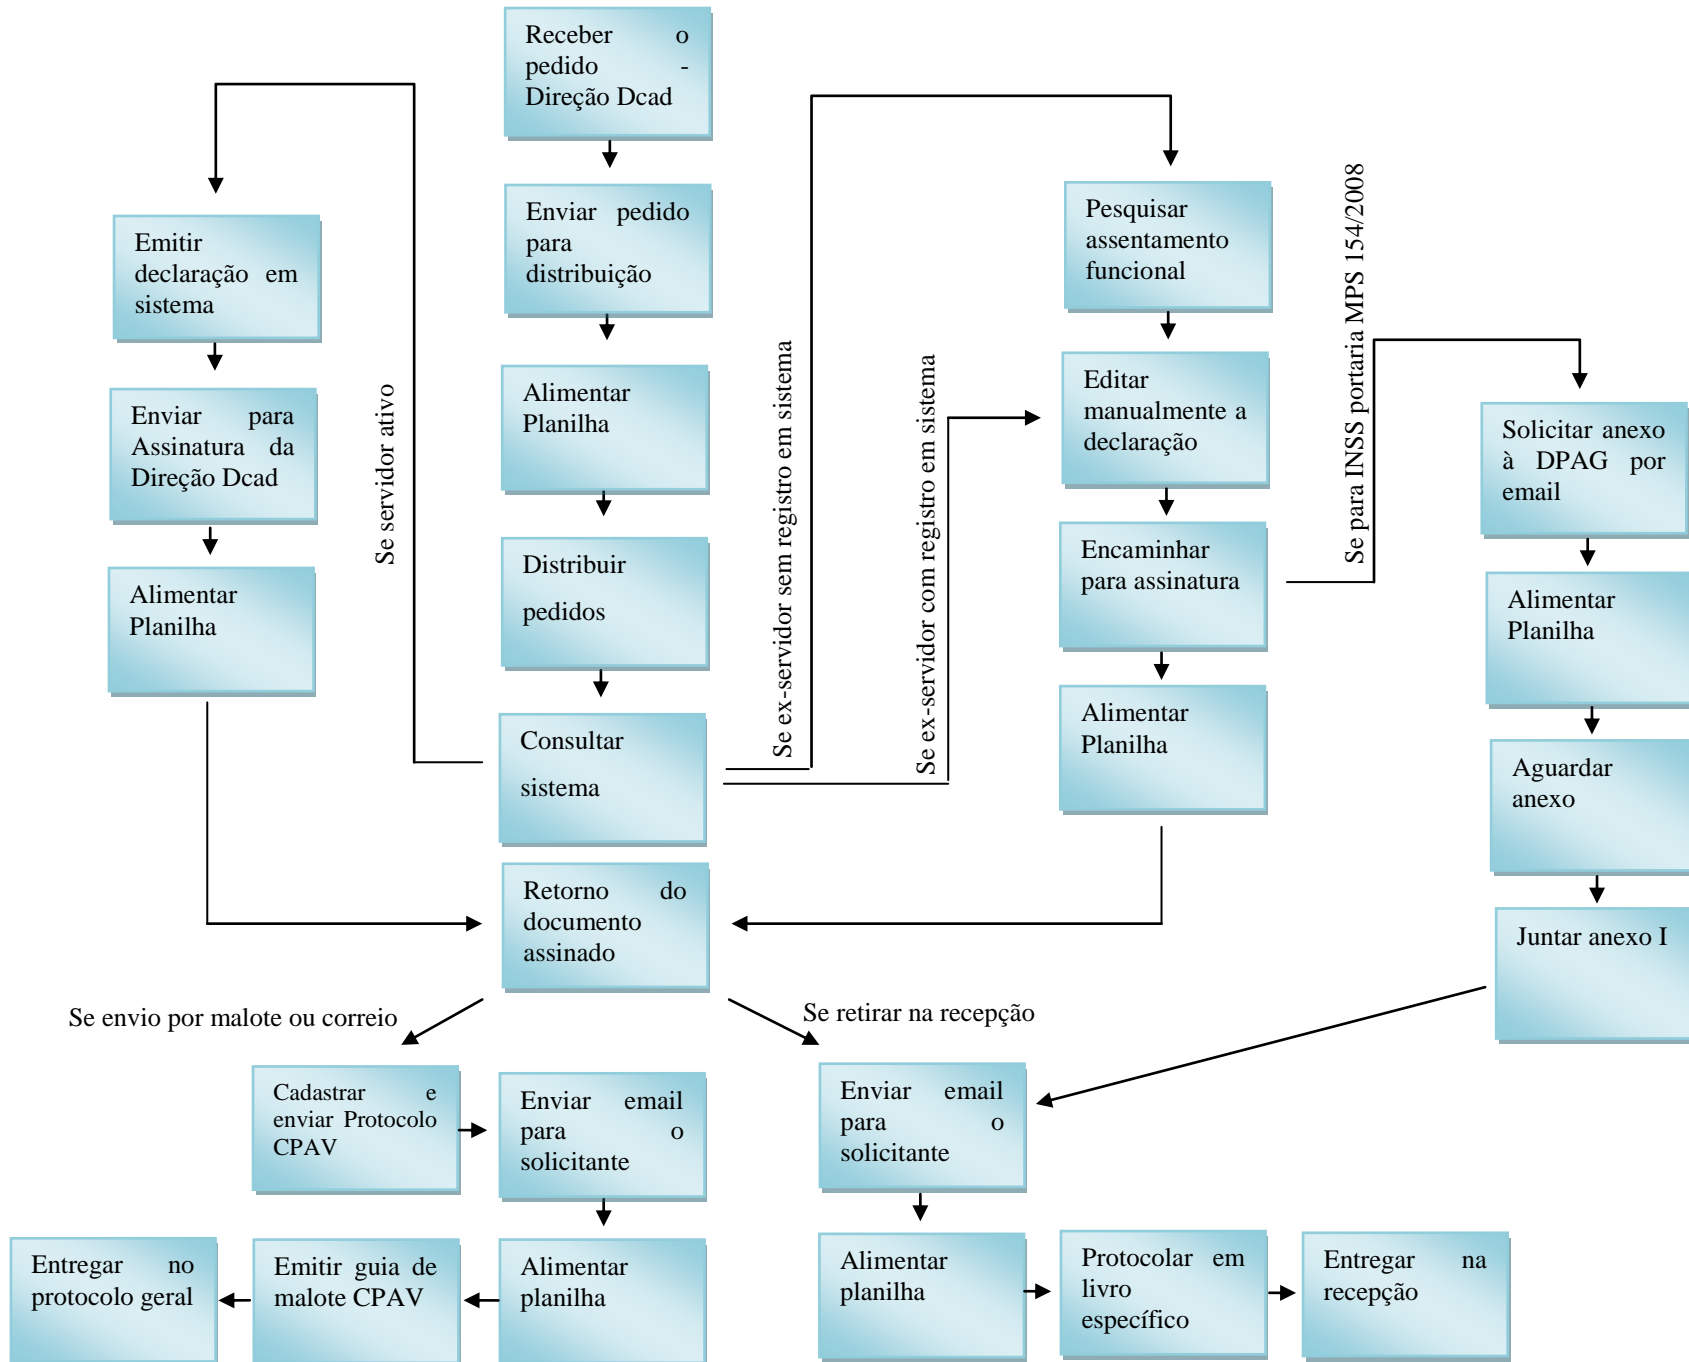 Receber o
pedido -
Direção Dcad
Enviar pedido
para
distribuição
Alimentar
Planilha
Distribuir
pedidos
Consultar
sistema
Se servidor ativo
Emitir
declaração em
sistema
Enviar para
Assinatura da
Direção Dcad
Alimentar
Planilha
Se ex-servidor sem registro em sistema
Se ex-servidor com registro em sistema
Pesquisar
assentamento
funcional
Editar
manualmente a
declaração
Encaminhar
para assinatura
Alimentar
Planilha
Se para INSS portaria MPS 154/2008
Solicitar anexo
à DPAG por
email
Alimentar
Planilha
Aguardar
anexo
Juntar anexo I
Retorno do
documento
assinado
Se envio por malote ou correio
Se retirar na recepção
Cadastrar e
enviar Protocolo
CPAV
Enviar email
para o
solicitante
Alimentar
planilha
Emitir guia de
malote CPAV
Entregar no
protocolo geral
Enviar email
para o
solicitante
Alimentar
planilha
Protocolar em
livro
específico
Entregar na
recepção